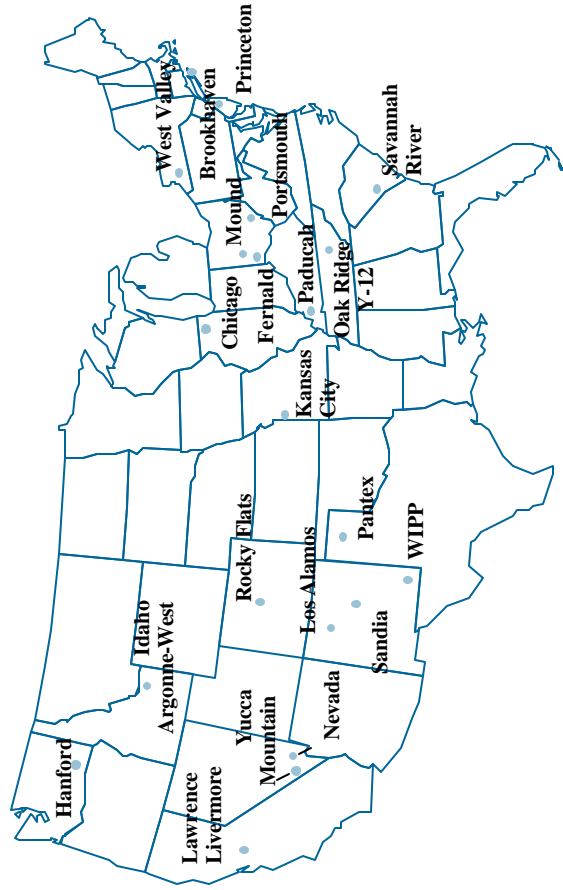 Hanford
Idaho
Argonne-West
Lawrence
Livermore
Yucca
Mountain
Nevada
Rocky Flats
Los Alamos
Sandia
Pantex
WIPP
Kansas
City
Chicago
Fernald
Mound
Paducah
Portsmouth
Oak Ridge
Y-12
West Valley
Brookhaven
Princeton
Savannah
River